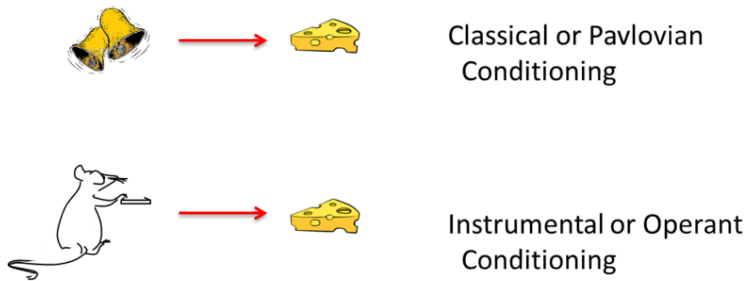 Classical or Pavlovian
Conditioning
Instrumental or Operant
Conditioning